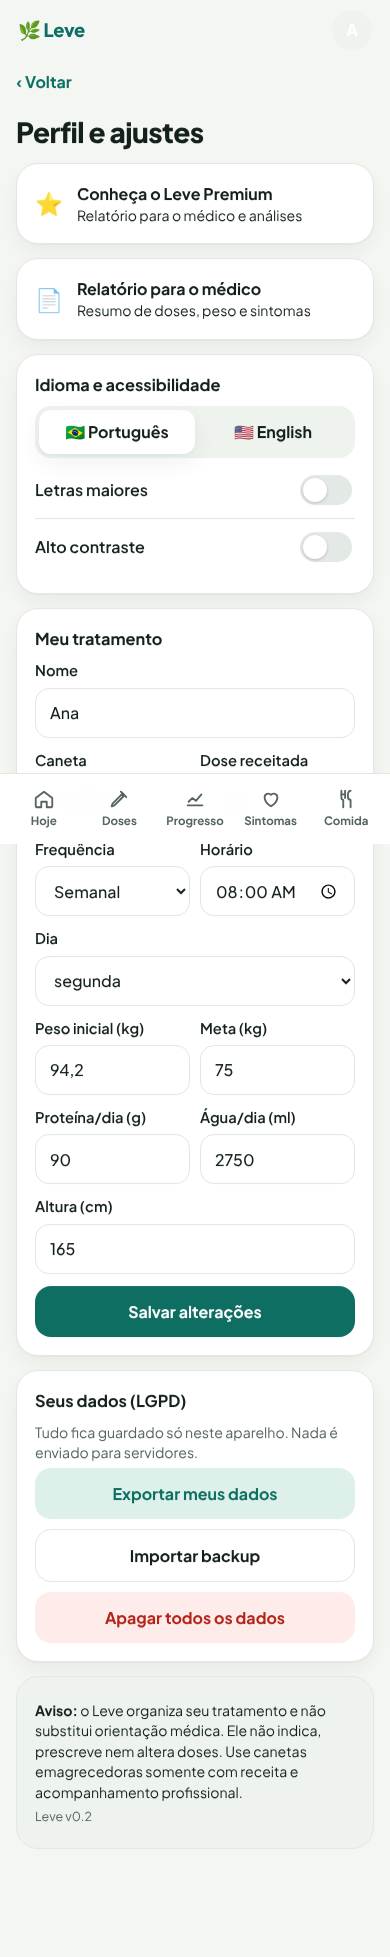 🌿 Leve
A
‹ Voltar
Perfil e ajustes
⭐ Conheça o Leve Premium
Relatório para o médico e análises
📄 Relatório para o médico
Resumo de doses, peso e sintomas
Idioma e acessibilidade
🇧🇷 Português 🇺🇸 English
Letras maiores
Alto contraste
Meu tratamento
Nome
Ana
Caneta Dose receitada
Hoje Doses Progresso Sintomas Comida
Frequência Horário
Semanal 08:00 AM
Dia
segunda
Peso inicial (kg) Meta (kg)
94,2 75
Proteína/dia (g) Água/dia (ml)
90 2750
Altura (cm)
165
Salvar alterações
Seus dados (LGPD)
Tudo fica guardado só neste aparelho. Nada é
enviado para servidores.
Exportar meus dados
Importar backup
Apagar todos os dados
Aviso: o Leve organiza seu tratamento e não
substitui orientação médica. Ele não indica,
prescreve nem altera doses. Use canetas
emagrecedoras somente com receita e
acompanhamento profissional.
Leve v0.2